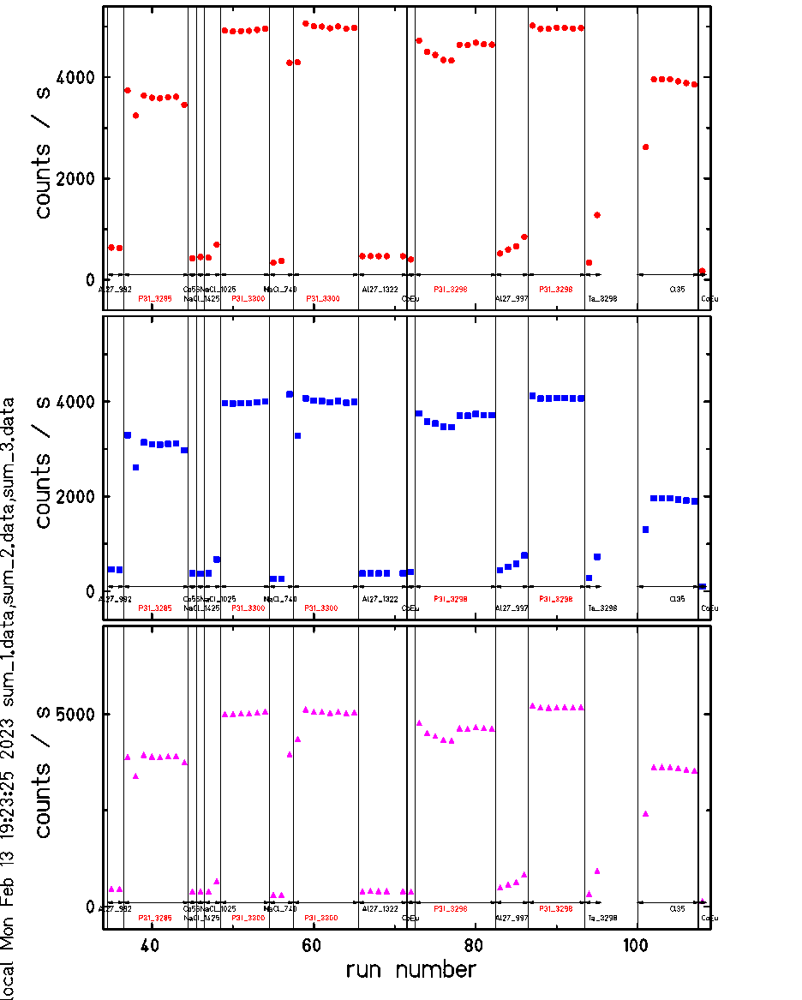 local Mon Feb 13 19:23:25 2023 sum_1.data,sum_2.data,sum_3.data
counts / s
4000
2000
0
Al27_992 Co56 NaCl_1025 NaCl_740 Al27_1322 P31_3298 P31_3298 Cl35
P31_3285 NaCl_1425 P31_3300 P31_3300 CoEu Al27_997 Ta_3298 CoEu
counts / s
4000
2000
0
Al27_992 Co56 NaCl_1025 NaCl_740 Al27_1322 P31_3298 P31_3298 Cl35
P31_3285 NaCl_1425 P31_3300 P31_3300 CoEu Al27_997 Ta_3298 CoEu
counts / s
5000
0
Al27_992 Co56 NaCl_1025 NaCl_740 Al27_1322 P31_3298 P31_3298 Cl35
P31_3285 NaCl_1425 P31_3300 P31_3300 CoEu Al27_997 Ta_3298 CoEu
40 60 80 100
run number